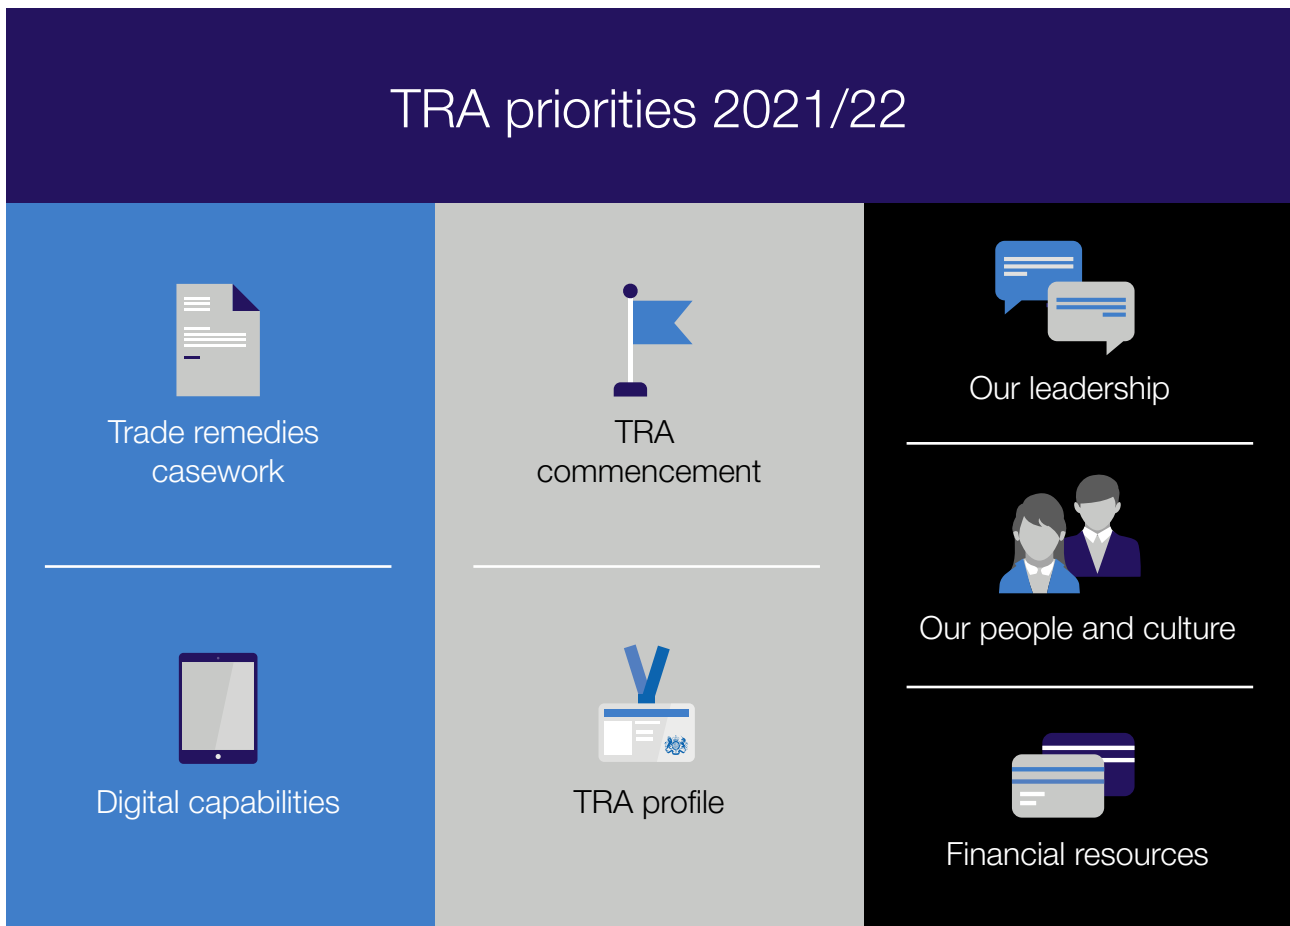 TRA priorities 2021/22
Trade remedies
casework
Digital capabilities
TRA
commencement
TRA profile
Our leadership
Our people and culture
Financial resources